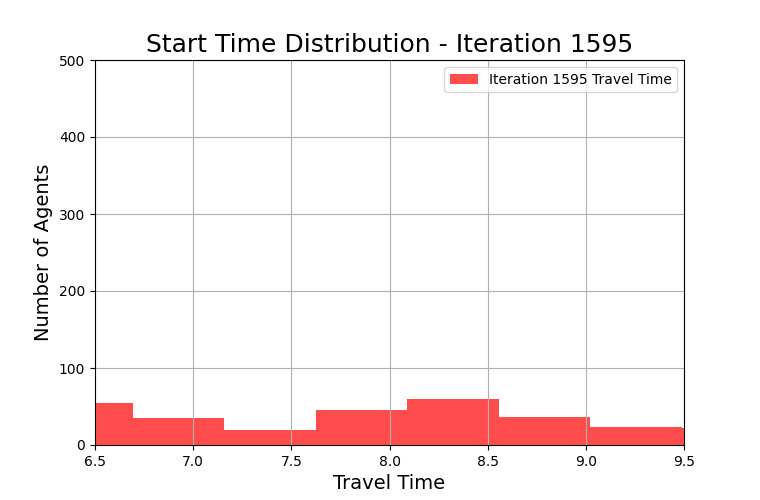 Start Time Distribution - Iteration 1595
Iteration 1595 Travel Time
Number of Agents
500
400
300
200
100
0
6.5 7.0 7.5 8.0 8.5 9.0 9.5
Travel Time